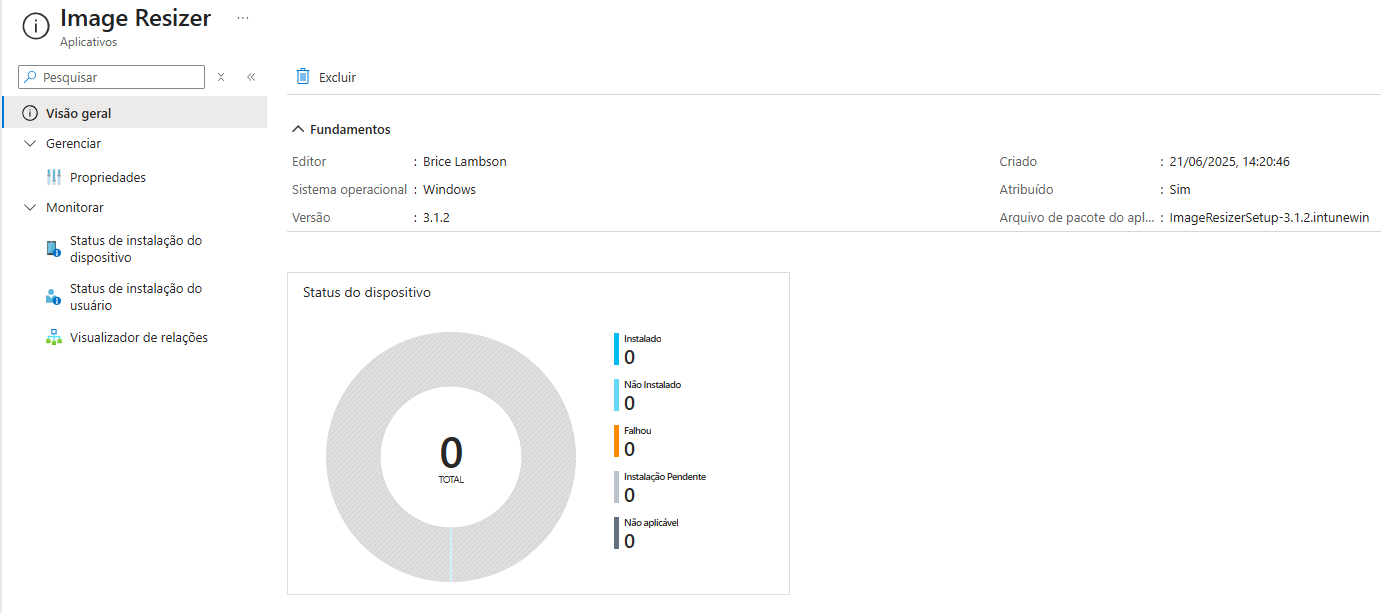 Image Resizer ...
Aplicativos
Pesquisar
Excluir
Visão geral
Gerenciar
Propriedades
Monitorar
Status de instalação do
dispositivo
Status de instalação do
usuário
Visualizador de relações
Fundamentos
Editor : Brice Lambson
Sistema operacional : Windows
Versão : 3.1.2
Criado : 21/06/2025, 14:20:46
Atribuído : Sim
Arquivo de pacote do apl... : ImageResizerSetup-3.1.2.intunewin
Status do dispositivo
0
TOTAL
Instalado
0
Não Instalado
0
Falhou
0
Instalação Pendente
0
Não aplicável
0